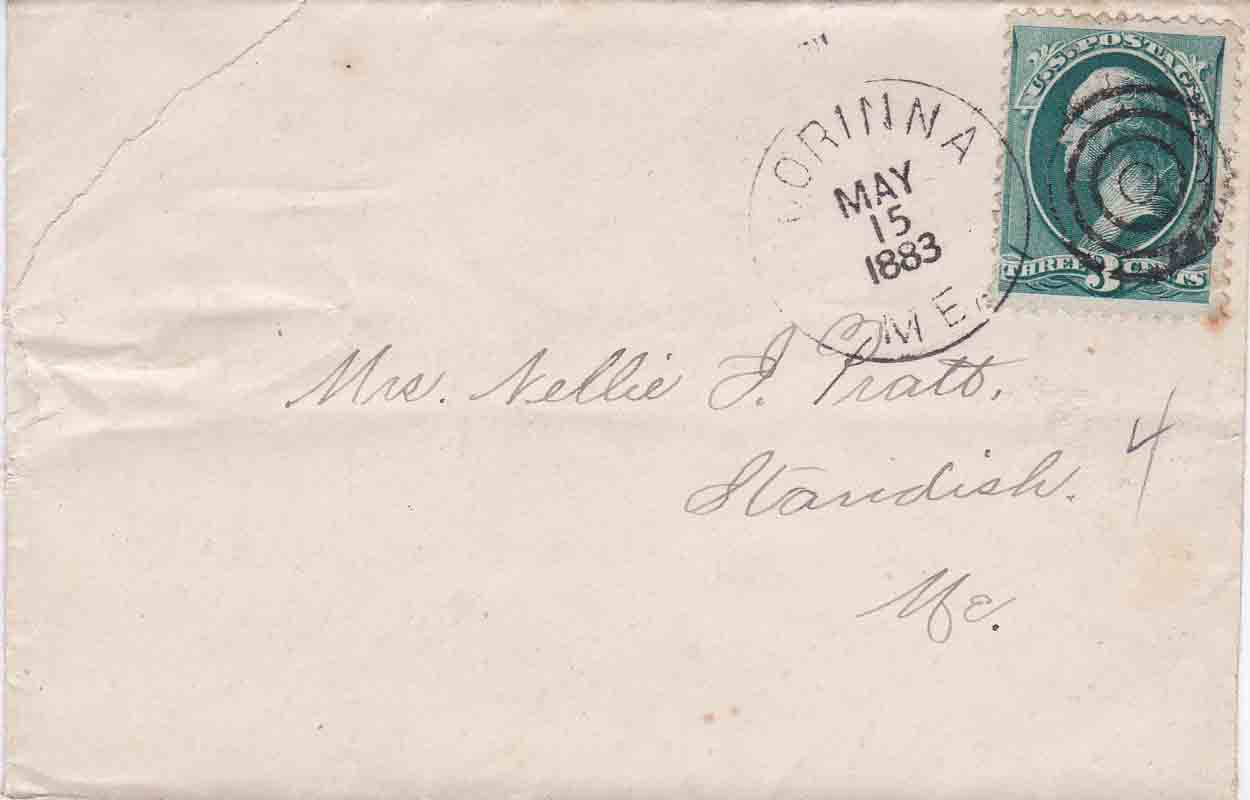 U.S. POSTAGE
THREE 3 CENTS
CORINNA
MAY
15
1883
ME.
Mrs. Nellie J. Pratt.
Standish.
4
Me.